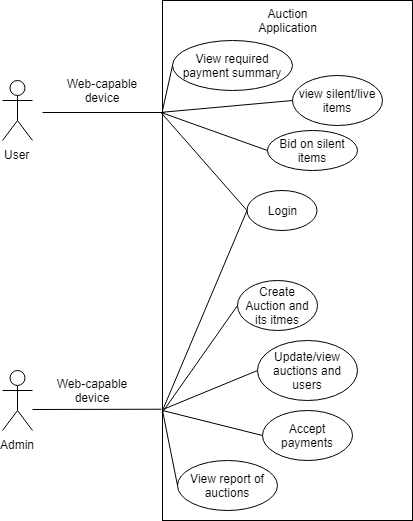 Auction
Application
View required
payment summary
Web-capable
device
view silent/live
items
User
Bid on silent
items
Login
Create
Auction and
its itmes
Update/view
auctions and
users
Web-capable
device
Admin
Accept
payments
View report of
auctions